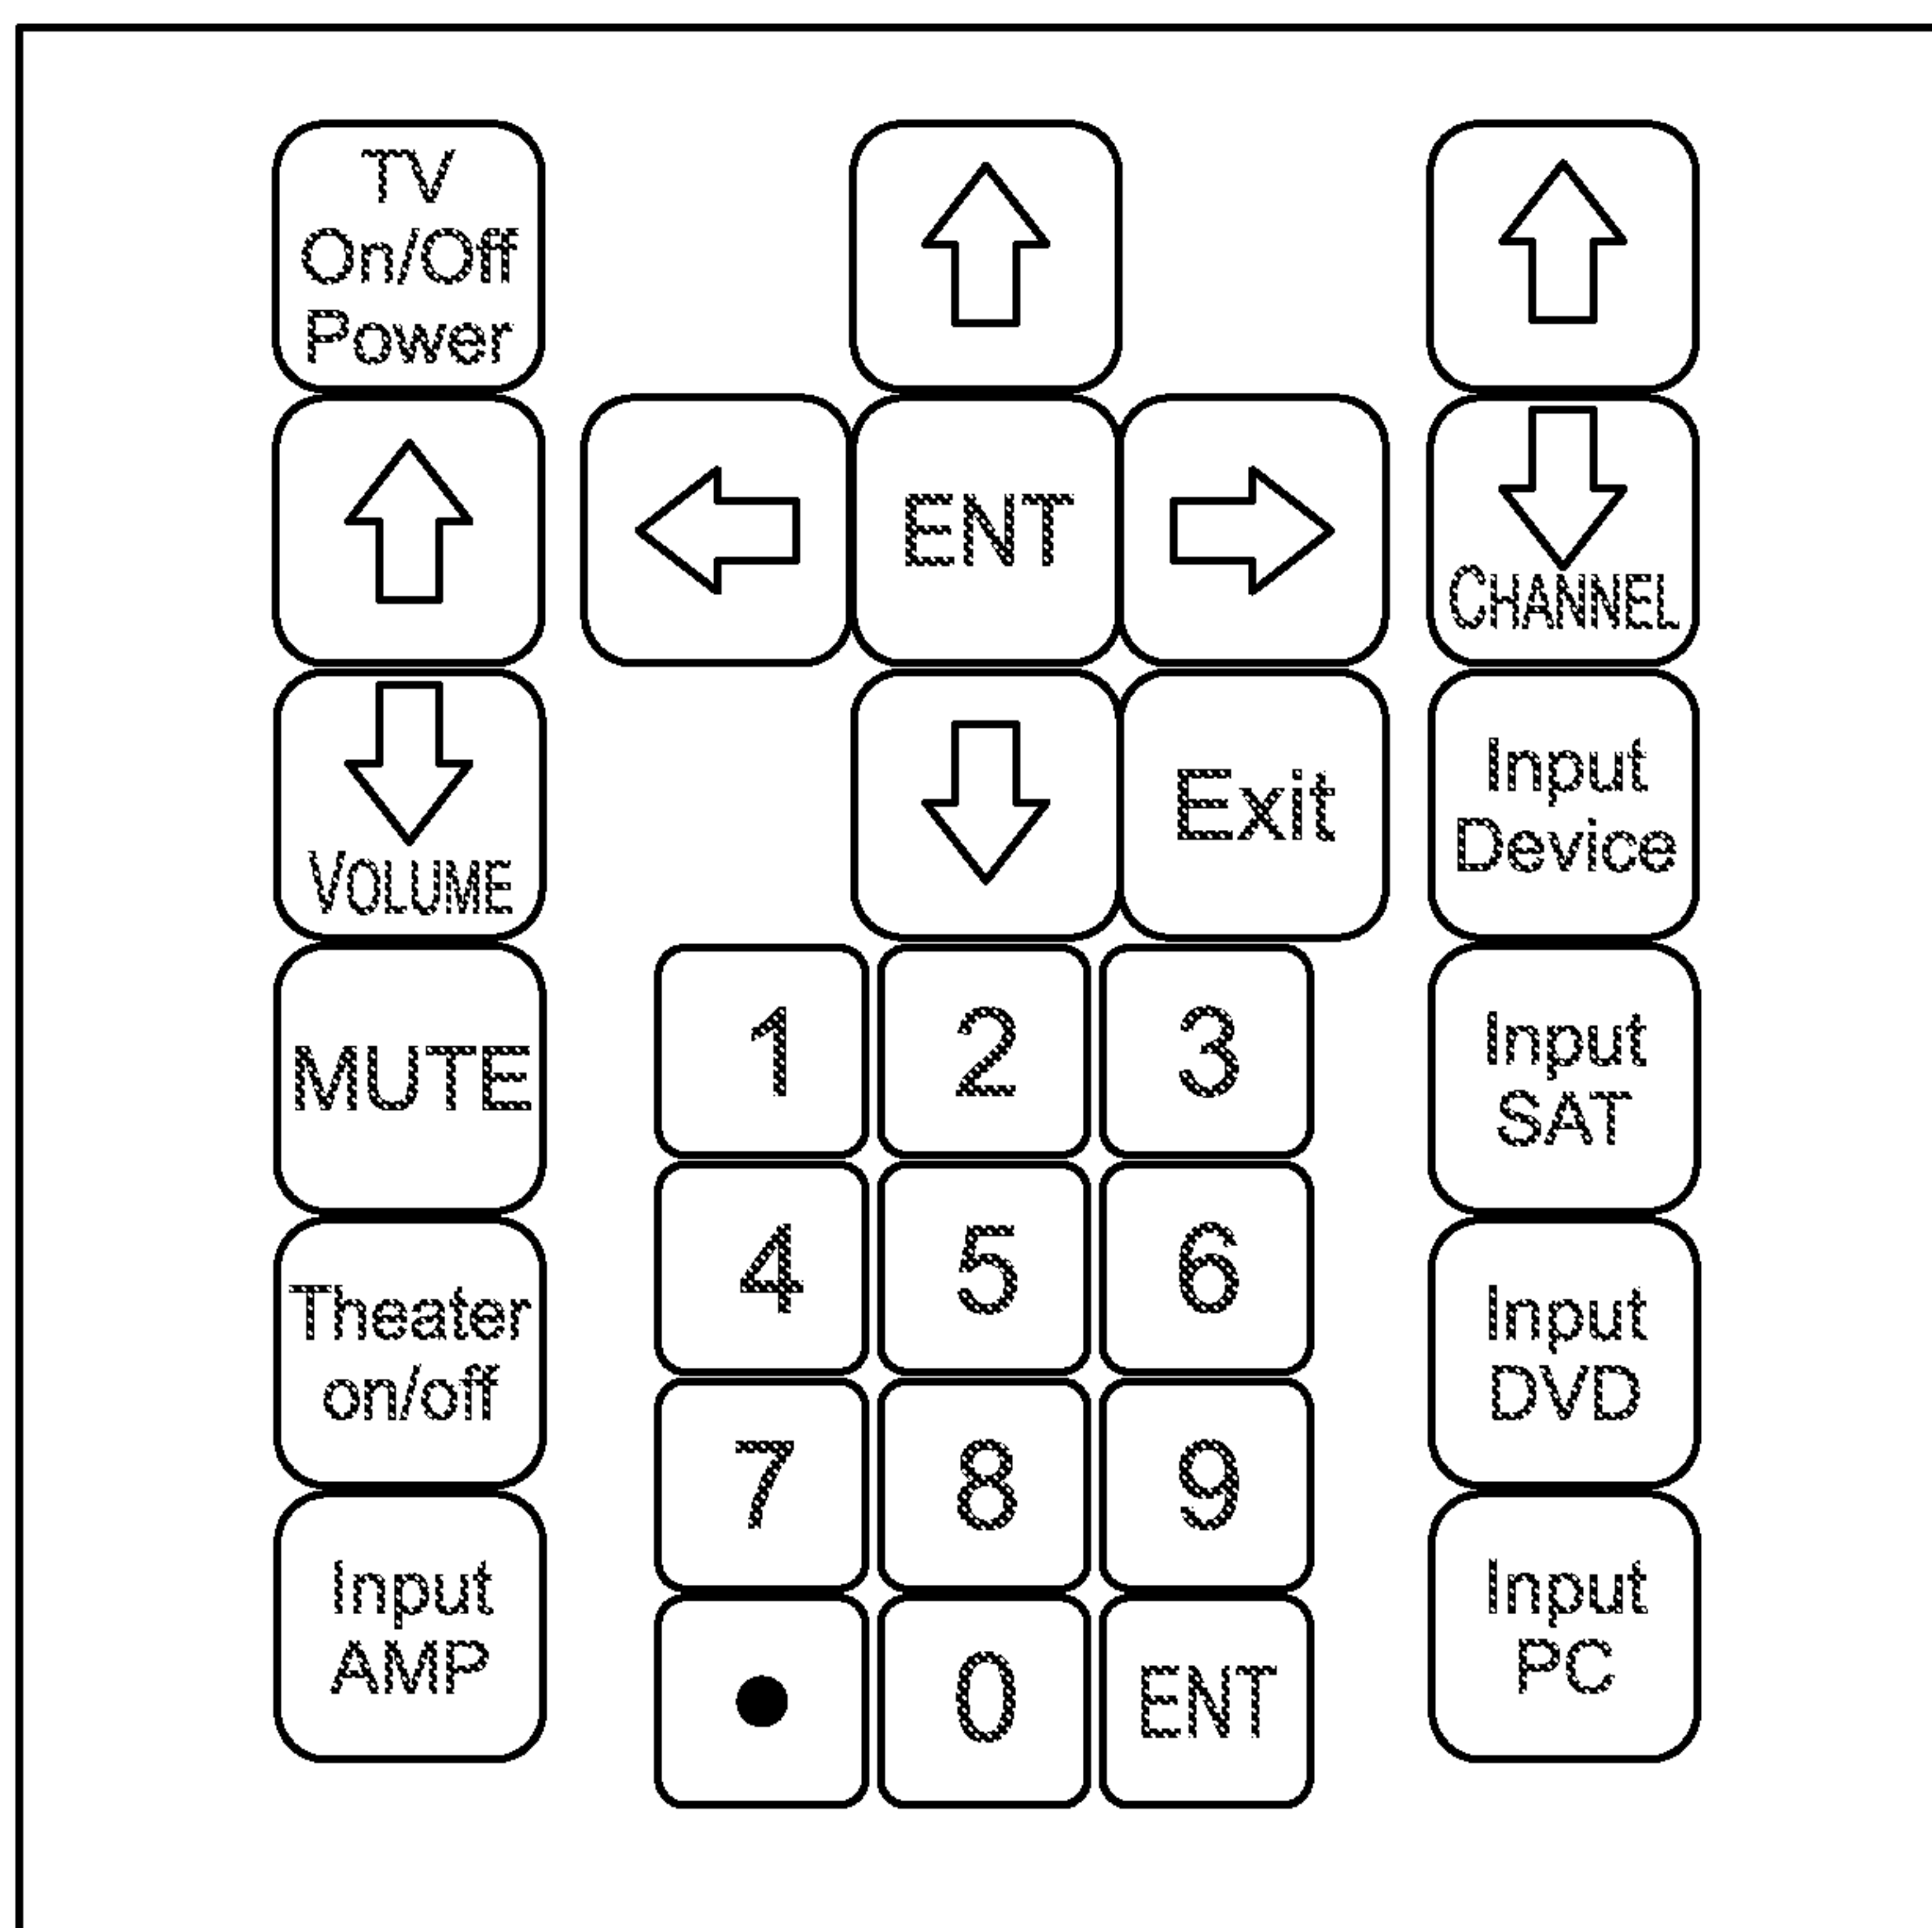 TV
On/Off
Power
ENT
CHANNEL
VOLUME
Exit
Input
Device
MUTE
1 2 3
Input
SAT
Theater
on/off
4 5 6
Input
DVD
7 8 9
Input
AMP
0 ENT
Input
PC